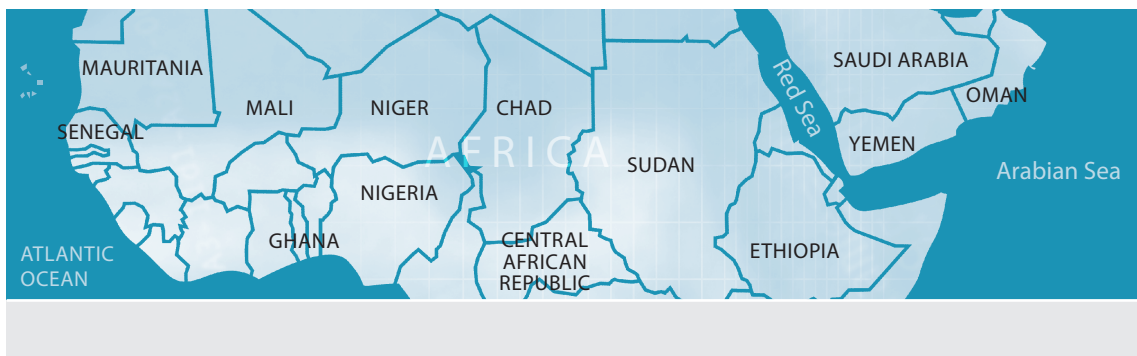 MAURITANIA
SAUDI ARABIA
MALI
NIGER
CHAD
Red Sea
OMAN
SENEGAL
AFRICA
SUDAN
YEMEN
Arabian Sea
NIGERIA
GHANA
CENTRAL
AFRICAN
REPUBLIC
ETHIOPIA
ATLANTIC
OCEAN